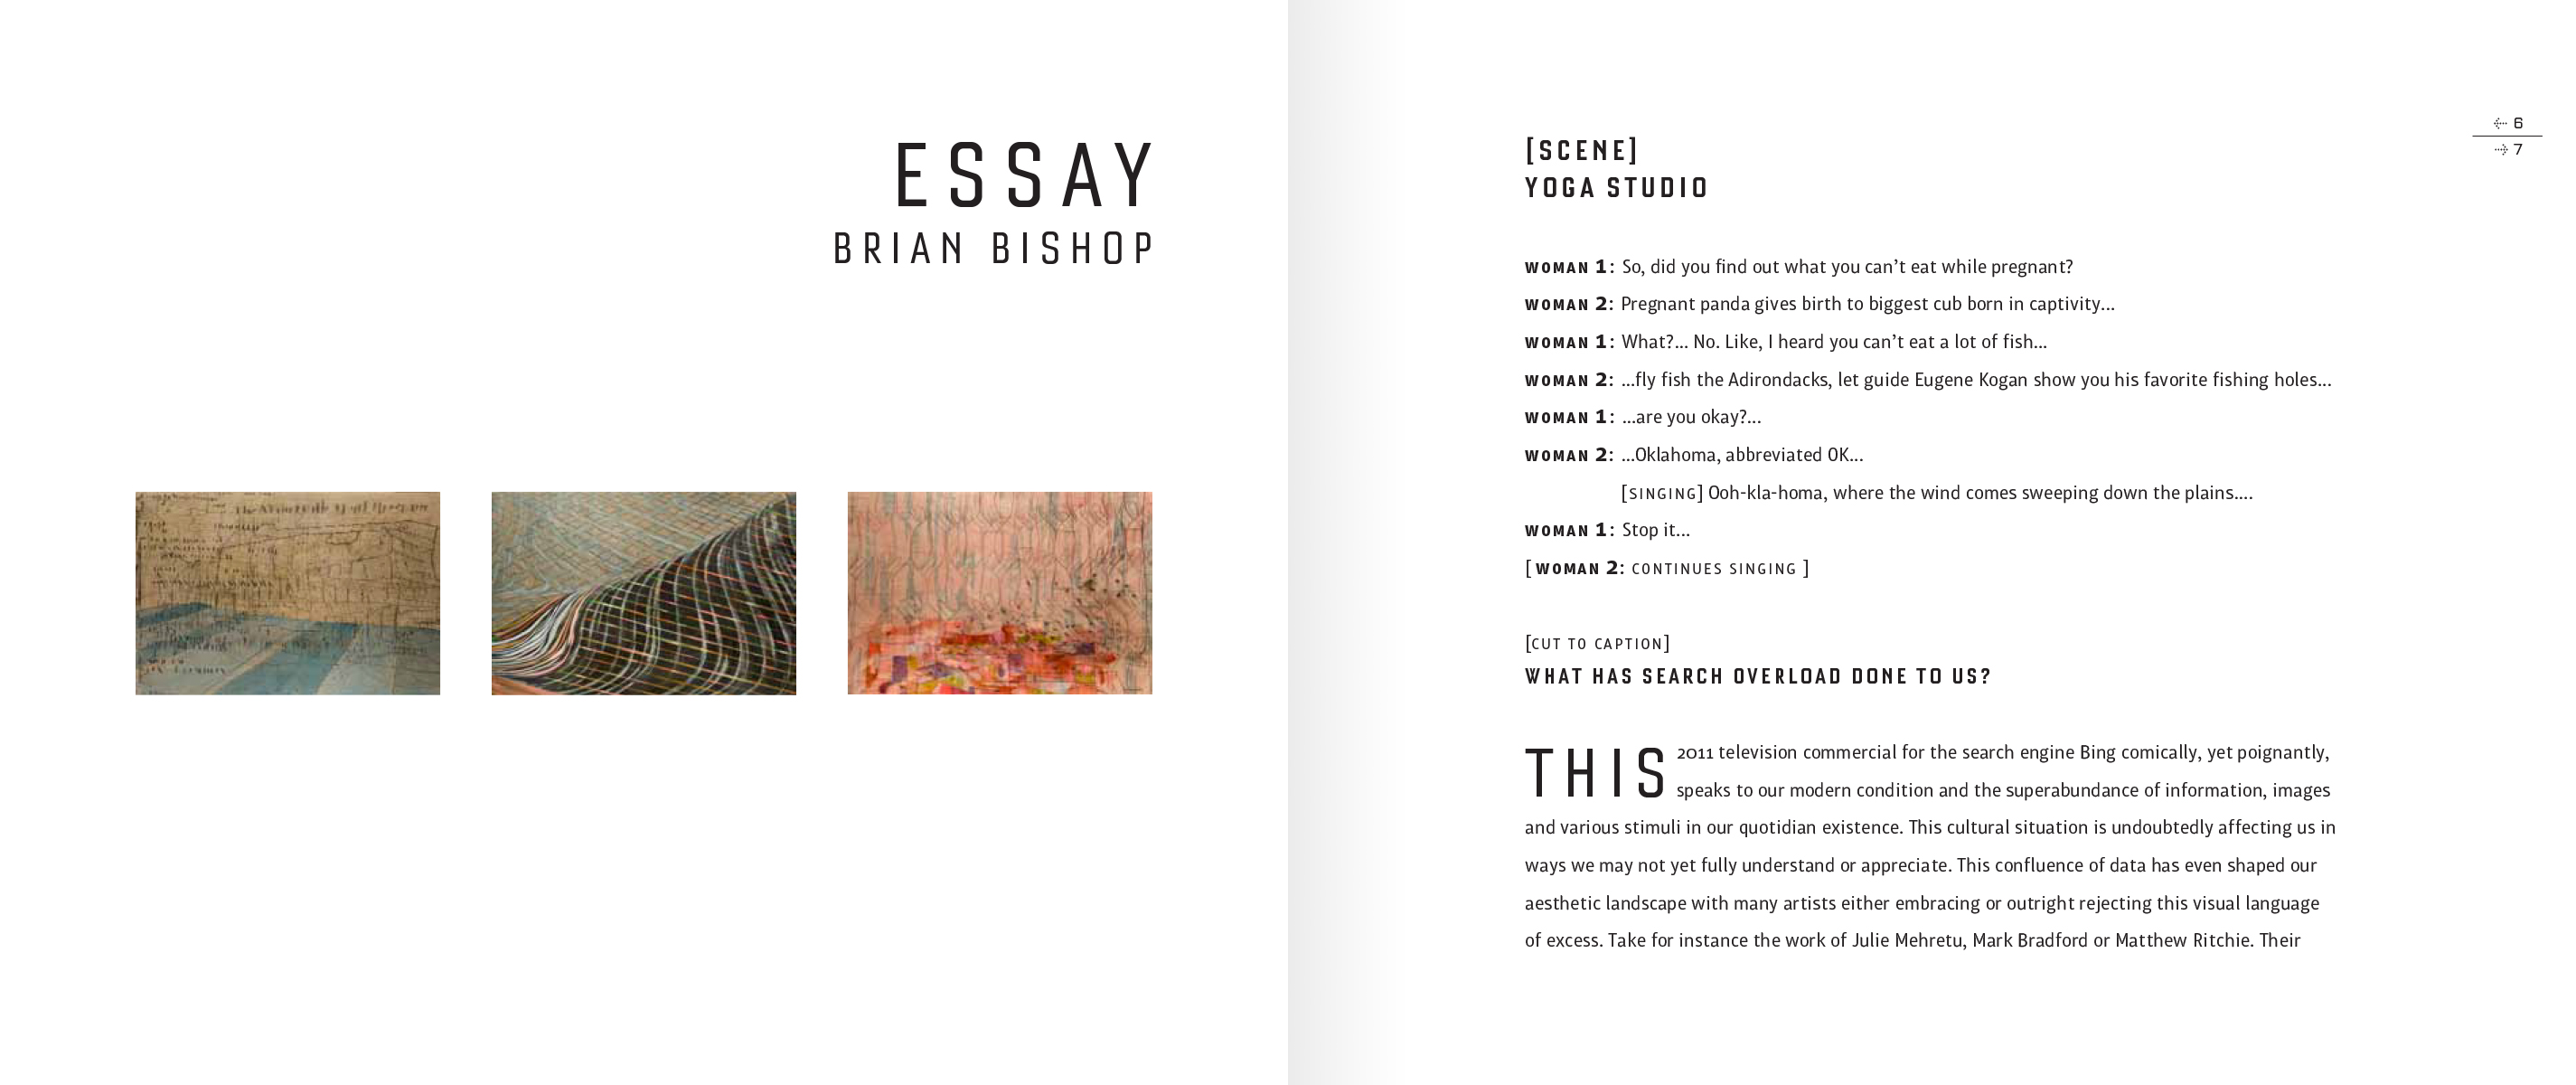 ESSAY
BRIAN BISHOP
6
7
[SCENE]
YOGA STUDIO
WOMAN 1: So, did you find out what you can’t eat while pregnant?
WOMAN 2: Pregnant panda gives birth to biggest cub born in captivity...
WOMAN 1: What?... No. Like, I heard you can’t eat a lot of fish...
WOMAN 2: ...fly fish the Adirondacks, let guide Eugene Kogan show you his favorite fishing holes...
WOMAN 1: ...are you okay?...
WOMAN 2: ...Oklahoma, abbreviated OK...
[SINGING] Ooh-kla-homa, where the wind comes sweeping down the plains....
WOMAN 1: Stop it...
[ WOMAN 2: CONTINUES SINGING ]
[CUT TO CAPTION]
WHAT HAS SEARCH OVERLOAD DONE TO US?
THIS 2011 television commercial for the search engine Bing comically, yet poignantly,
speaks to our modern condition and the superabundance of information, images
and various stimuli in our quotidian existence. This cultural situation is undoubtedly affecting us in
ways we may not yet fully understand or appreciate. This confluence of data has even shaped our
aesthetic landscape with many artists either embracing or outright rejecting this visual language
of excess. Take for instance the work of Julie Mehretu, Mark Bradford or Matthew Ritchie. Their